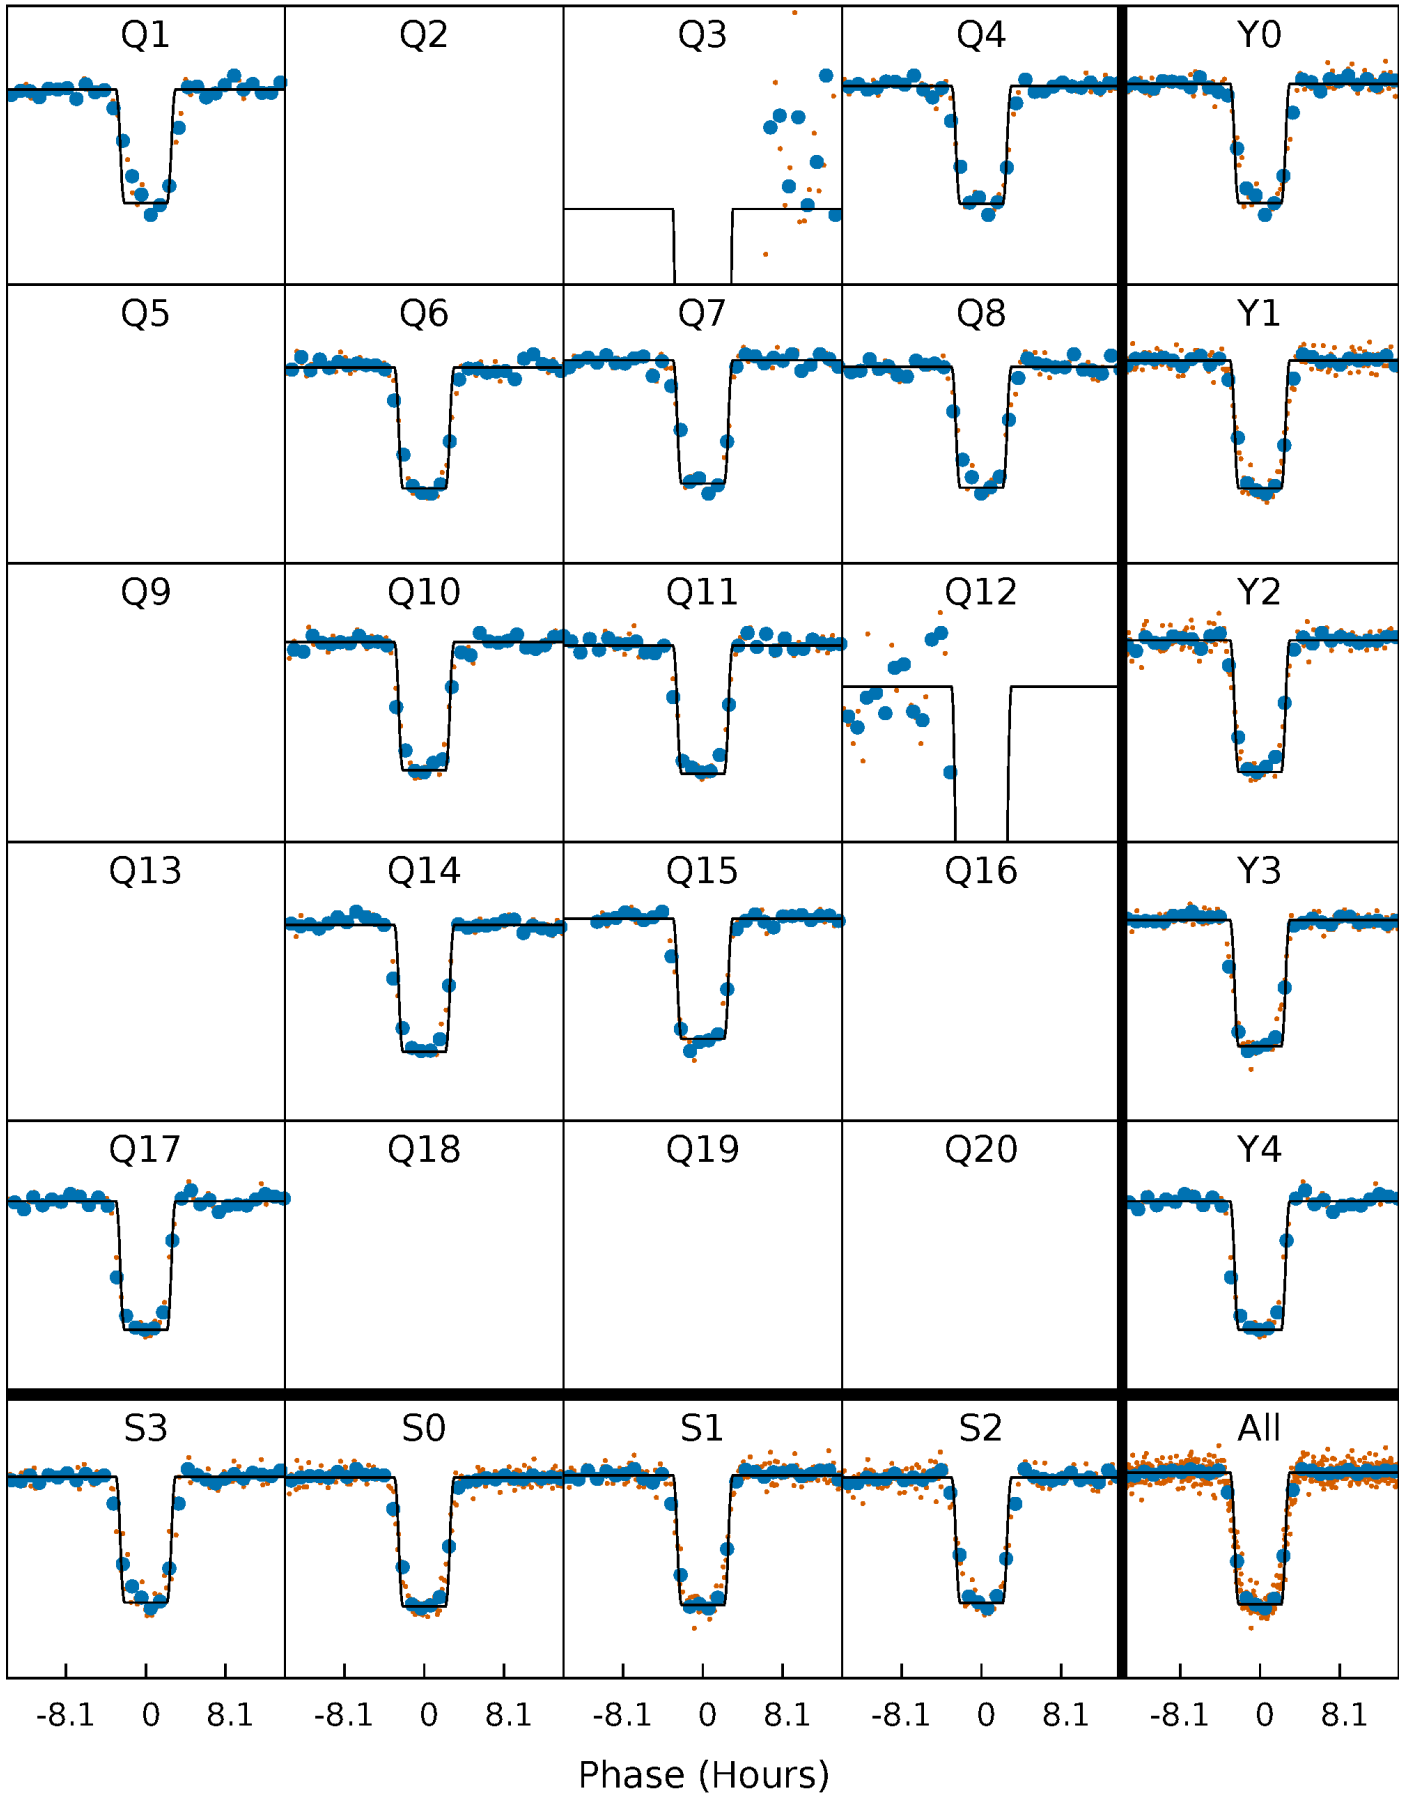 Q1 Q2 Q3 Q4 Y0
Q5 Q6 Q7 Q8 Y1
Q9 Q10 Q11 Q12 Y2
Q13 Q14 Q15 Q16 Y3
Q17 Q18 Q19 Q20 Y4
S3 S0 S1 S2 All
-8.1 0 8.1 -8.1 0 8.1 -8.1 0 8.1 -8.1 0 8.1 -8.1 0 8.1
Phase (Hours)